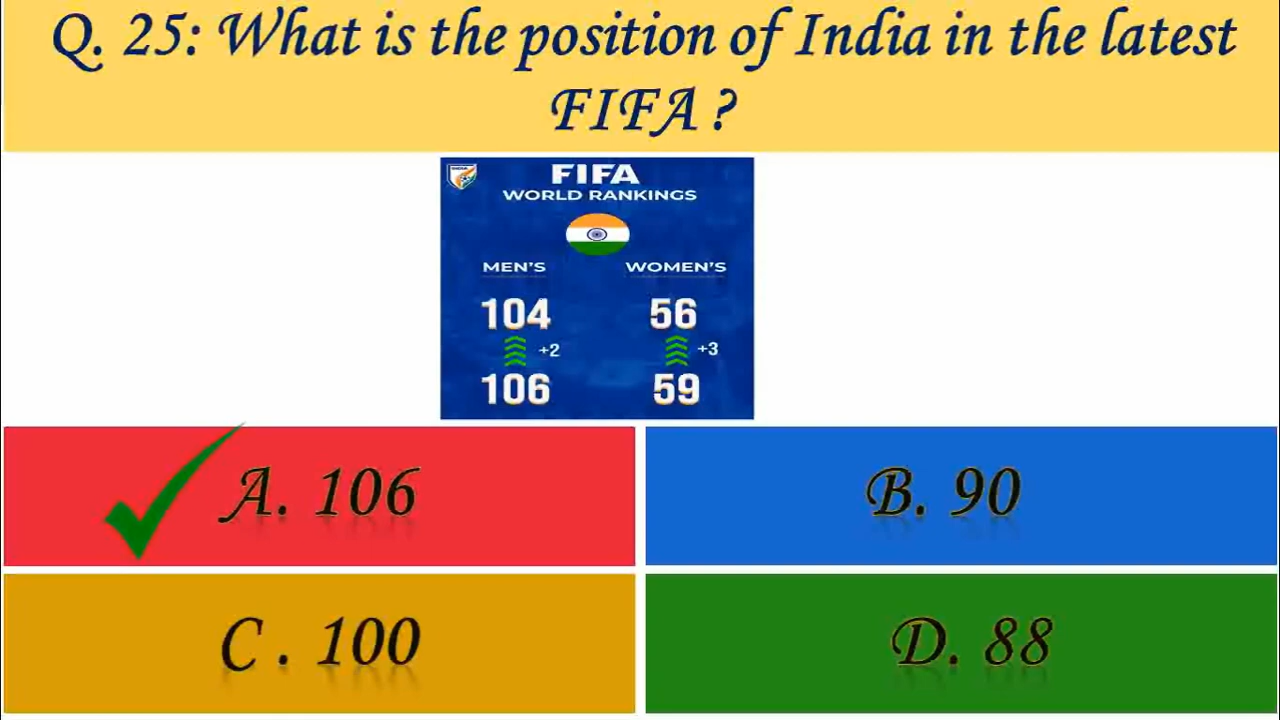 Q. 25: What is the position of India in the latest
FIFA ?
INDIA
FIFA
WORLD RANKINGS
MEN'S WOMEN'S
104 56
+2 +3
106 59
A. 106 B. 90
C . 100 D. 88